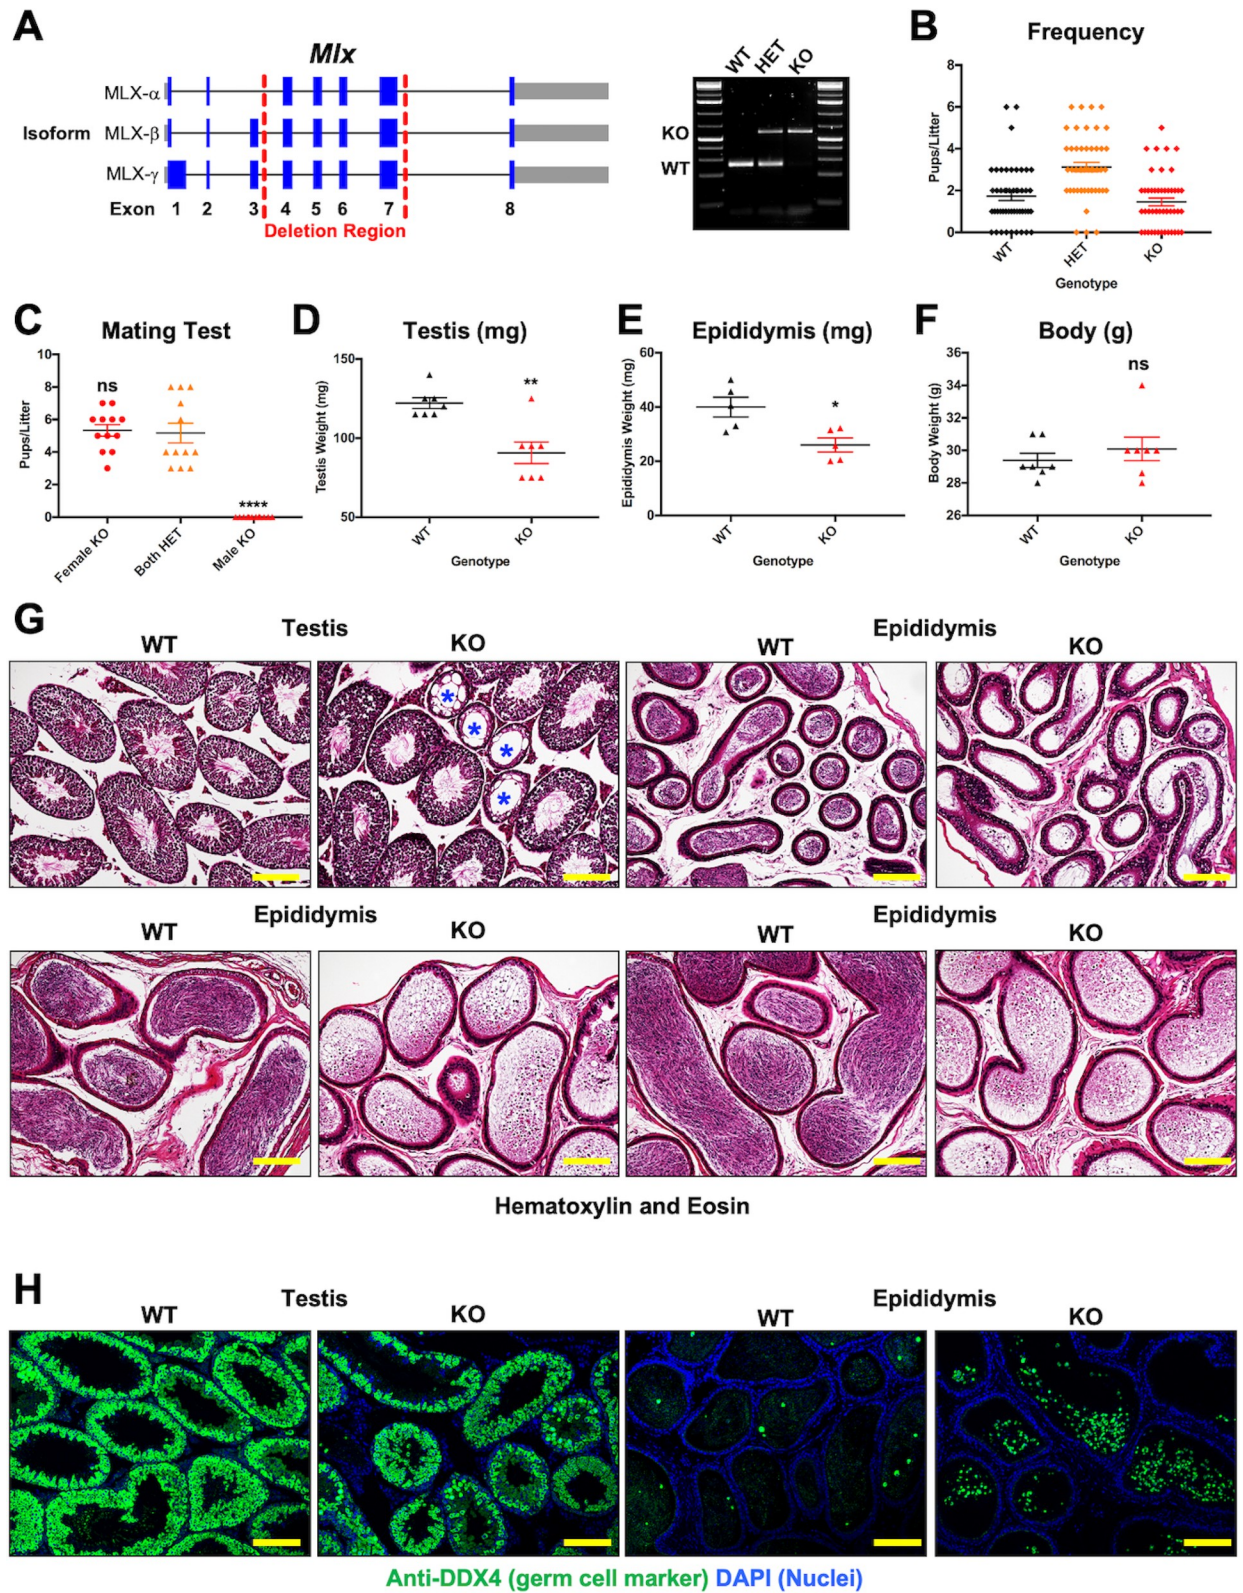 A
Mlx
Isoform
MLX-α
MLX-β
MLX-γ
Exon 1 2 3 4 5 6 7 8
Deletion Region
WT HET KO
KO
WT
B
Frequency
Pups/Litter
8
6
4
2
0
WT HET KO
Genotype
C
Mating Test
Pups/Litter
10
8
6
4
2
0
ns
****
Female KO Both HET Male KO
D
Testis (mg)
Testis Weight (mg)
150
100
50
**
WT KO
Genotype
E
Epididymis (mg)
Epididymis Weight (mg)
60
40
20
0
*
WT KO
Genotype
F
Body (g)
Body Weight (g)
36
34
32
30
28
26
ns
WT KO
Genotype
G
Testis
WT KO
* * * *
Epididymis
WT KO
Epididymis
WT KO
Epididymis
WT KO
Hematoxylin and Eosin
H
Testis
WT KO
Epididymis
WT KO
Anti-DDX4 (germ cell marker) DAPI (Nuclei)